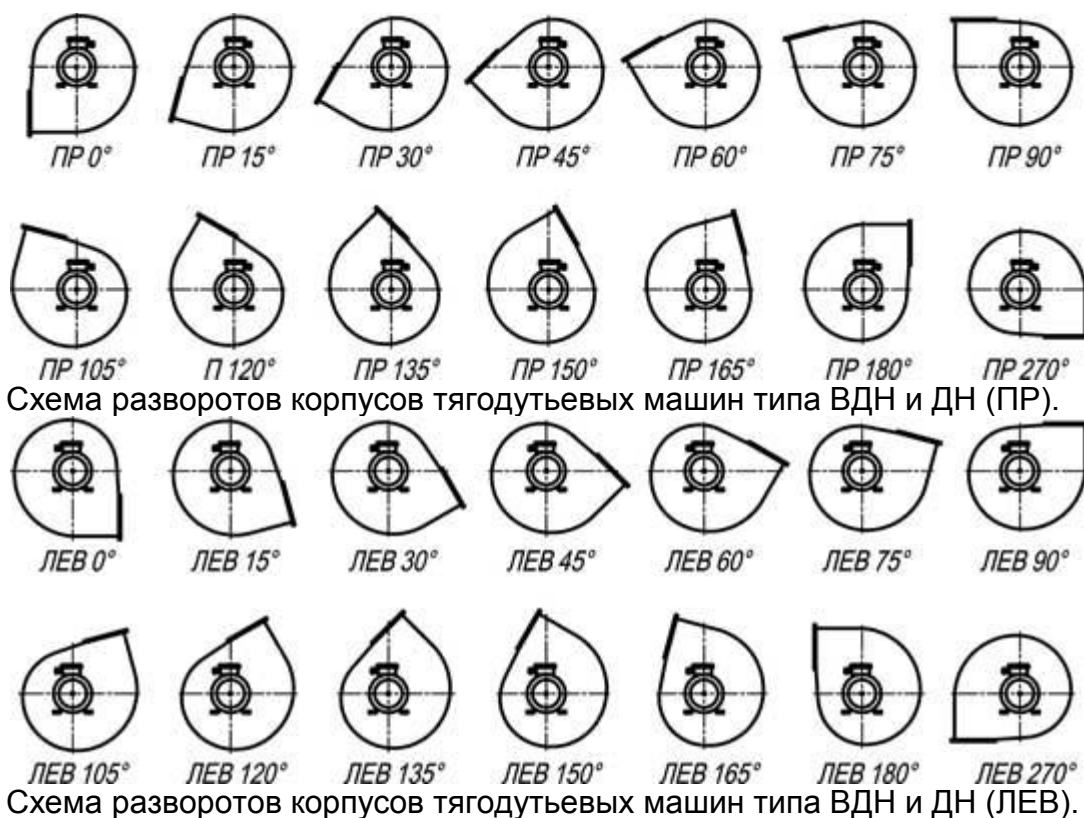 ПР 0° ПР 15° ПР 30° ПР 45° ПР 60° ПР 75° ПР 90°
ПР 105° П 120° ПР 135° ПР 150° ПР 165° ПР 180° ПР 270°
Схема разворотов корпусов тягодутьевых машин типа ВДН и ДН (ПР).
ЛЕВ 0° ЛЕВ 15° ЛЕВ 30° ЛЕВ 45° ЛЕВ 60° ЛЕВ 75° ЛЕВ 90°
ЛЕВ 105° ЛЕВ 120° ЛЕВ 135° ЛЕВ 150° ЛЕВ 165° ЛЕВ 180° ЛЕВ 270°
Схема разворотов корпусов тягодутьевых машин типа ВДН и ДН (ЛЕВ).